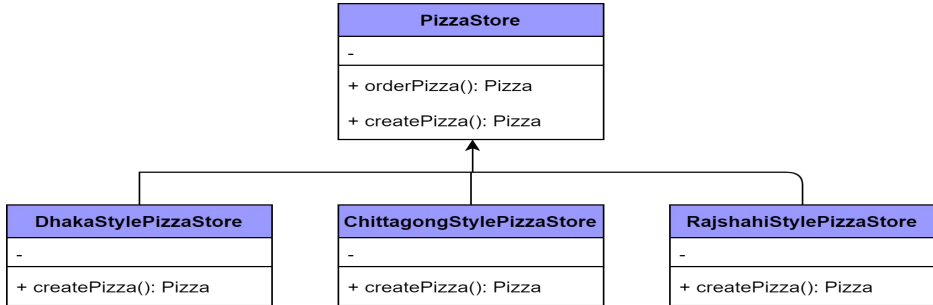 PizzaStore
-
+ orderPizza(): Pizza
+ createPizza(): Pizza
DhakaStylePizzaStore
-
+ createPizza(): Pizza
ChittagongStylePizzaStore
-
+ createPizza(): Pizza
RajshahiStylePizzaStore
-
+ createPizza(): Pizza